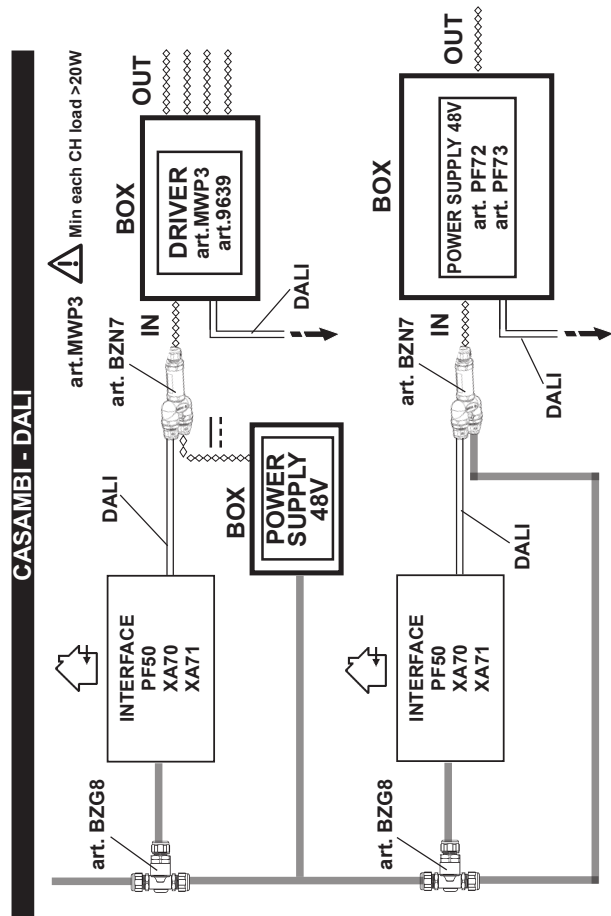 CASAMBI - DALI
art.MWP3
Min each CH load >20W
art. BZG8
INTERFACE
PF50
XA70
XA71
DALI
art. BZN7
IN
BOX
DRIVER
art.MWP3
art.9639
OUT
DALI
BOX
POWER
SUPPLY
48V
art. BZG8
INTERFACE
PF50
XA70
XA71
DALI
art. BZN7
IN
BOX
POWER SUPPLY 48V
art. PF72
art. PF73
OUT
DALI